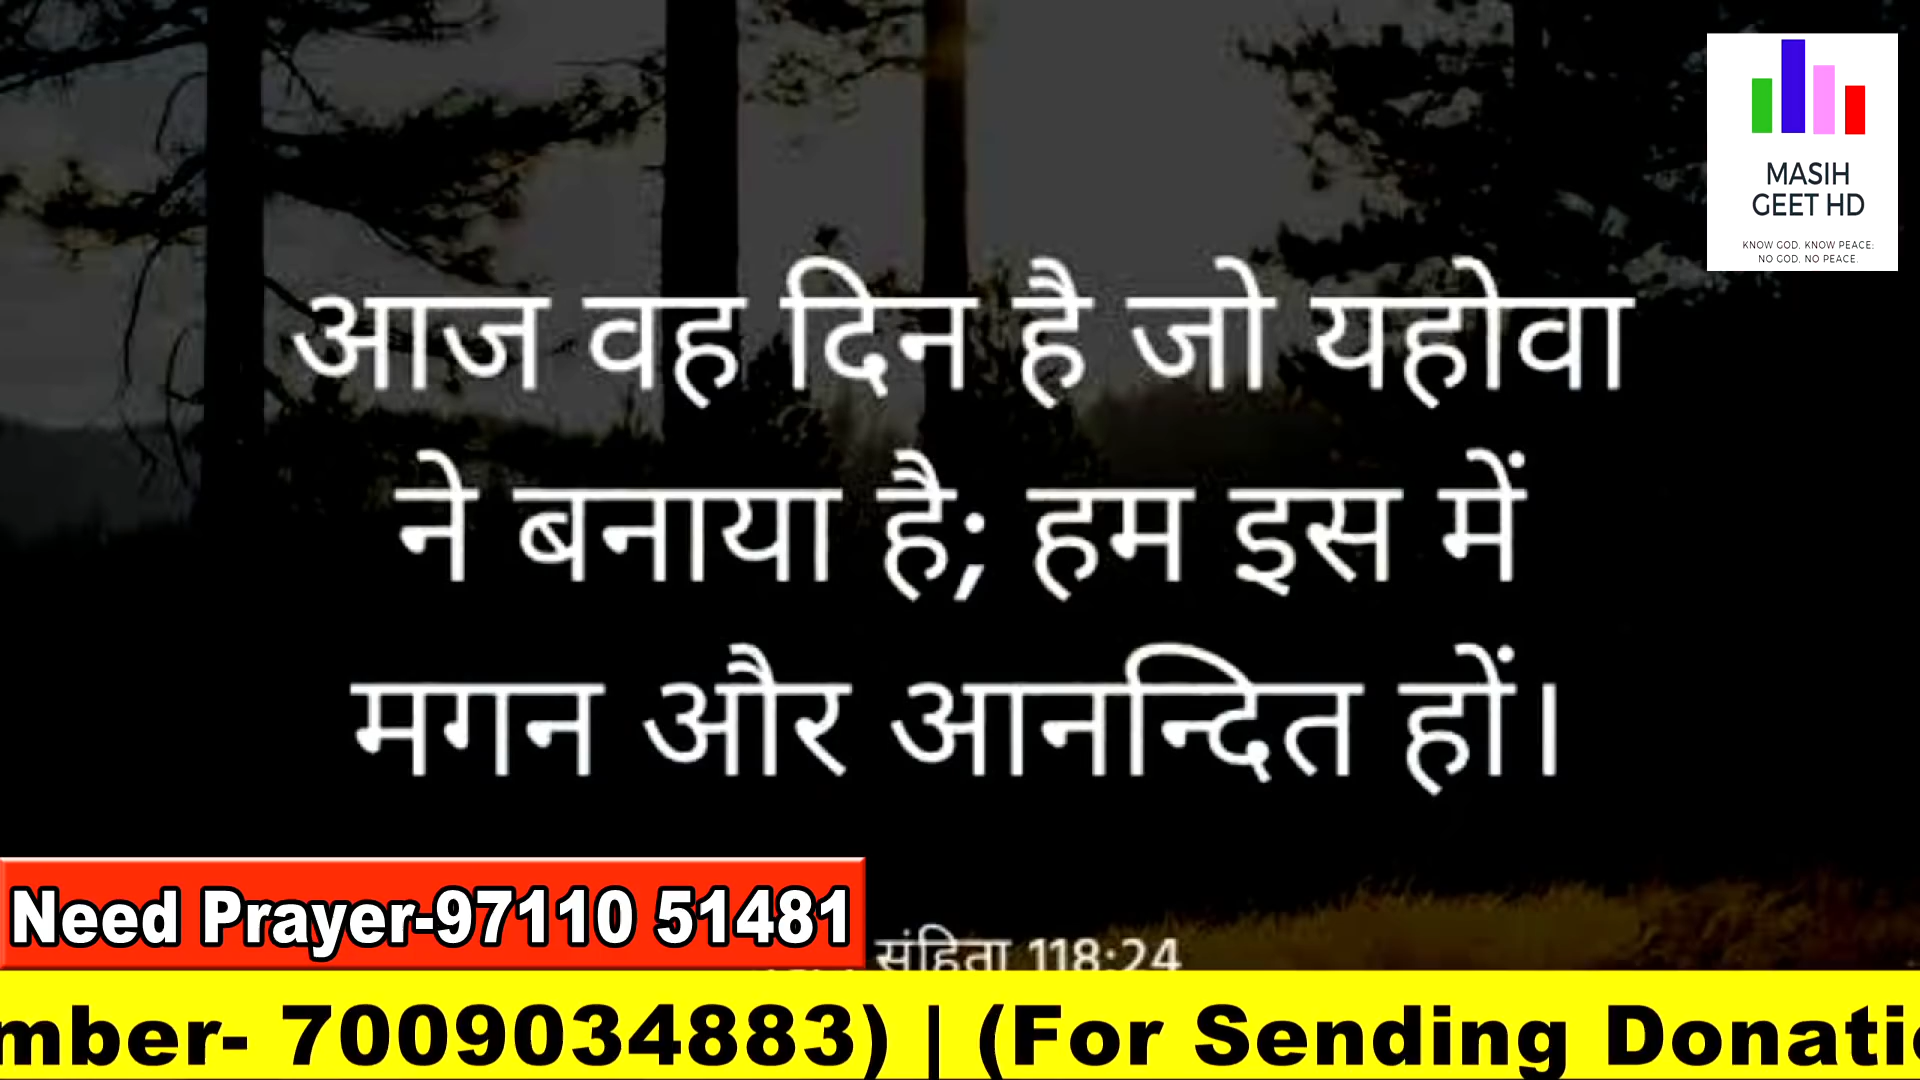 MASIH
GEET HD
KNOW GOD, KNOW PEACE;
NO GOD, NO PEACE.
आज वह दिन है जो यहोवा
ने बनाया है; हम इस में
मगन और आनन्दित हों।
Need Prayer-97110 51481
संहिता 118:24
mber- 7009034883) | (For Sending Donati